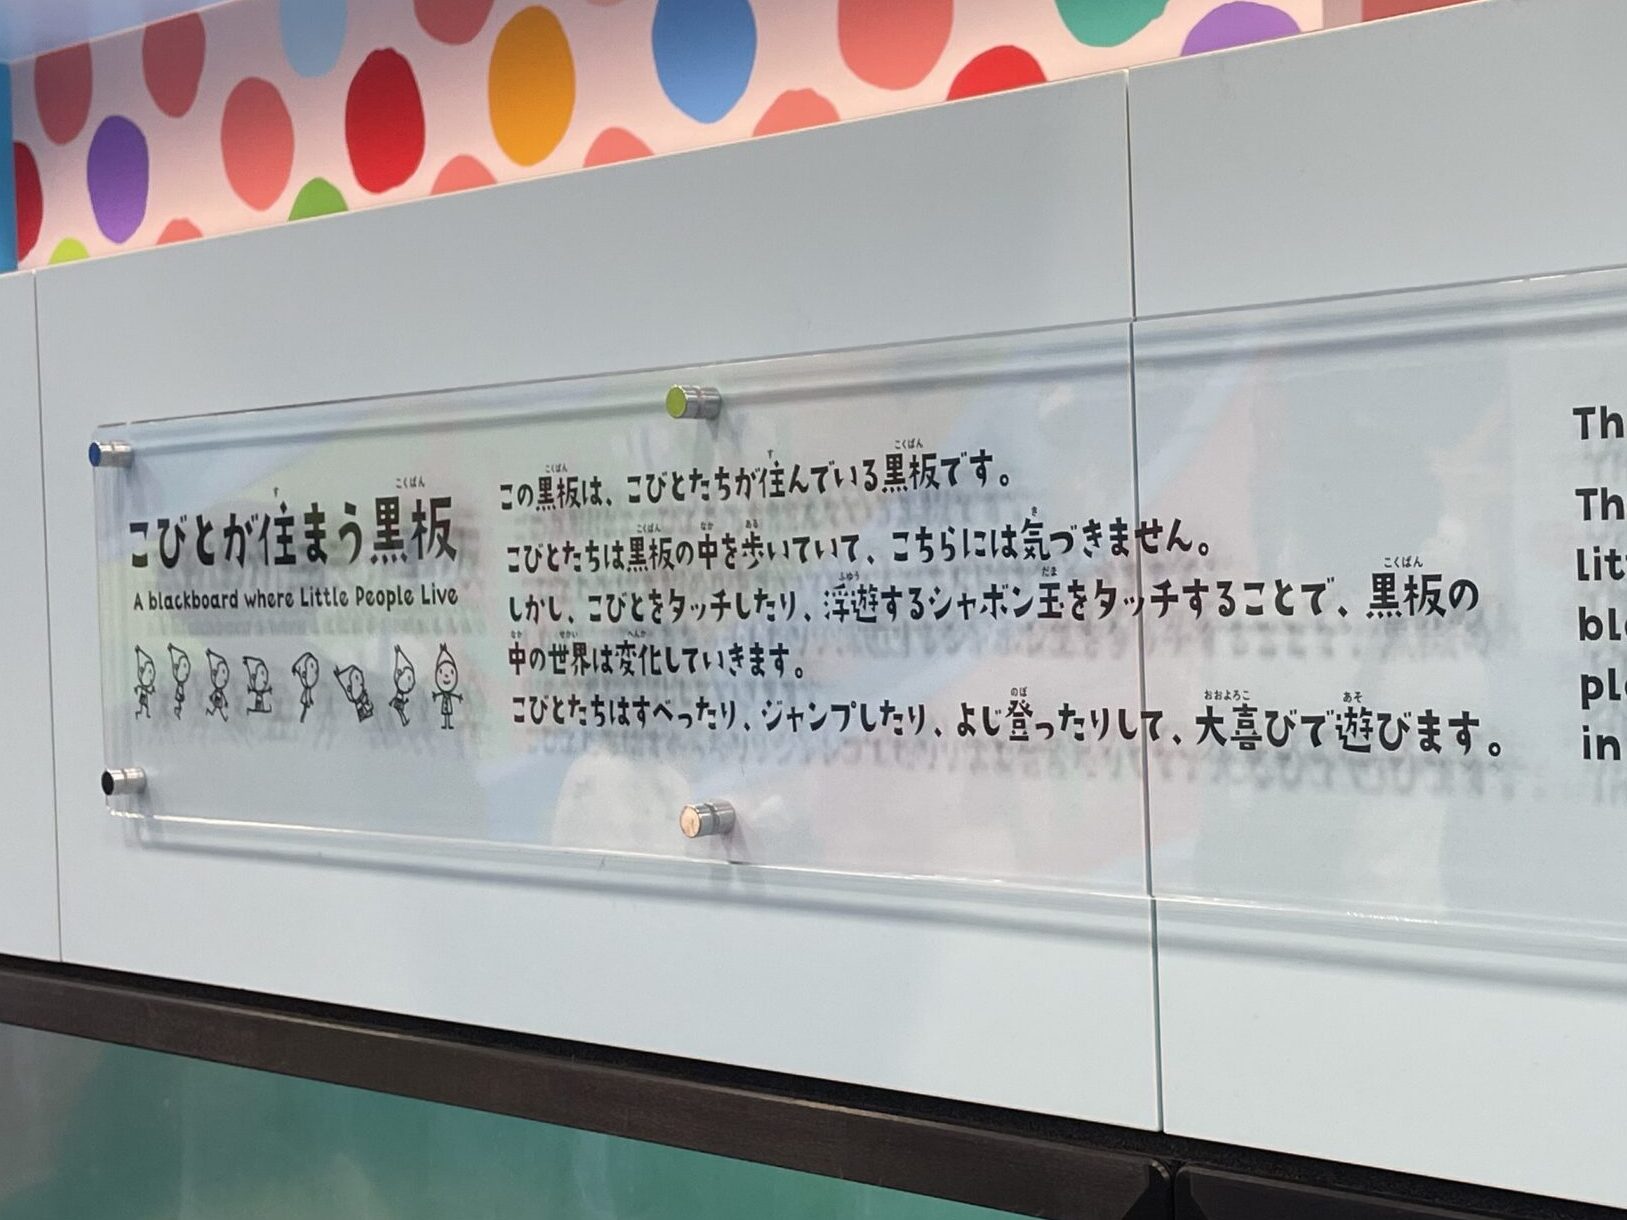 こびとが住まう黒板
A blackboard where Little People Live
この黒板は、こびとたちが住んでいる黒板です。
こびとたちは黒板の中を歩いていて、こちらには気づきません。
しかし、こびとをタッチしたり、浮遊するシャボン玉をタッチすることで、黒板の
中の世界は変化していきます。
こびとたちはすべったり、ジャンプしたり、よじ登ったりして、大喜びで遊びます。
Th
Th
lit
bl
pl
in